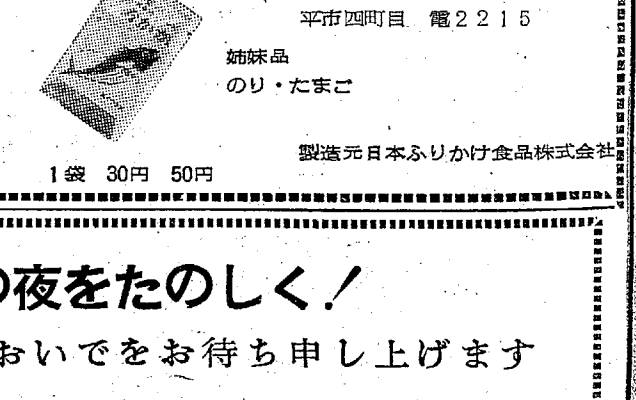 平市四町目 電2215
姉妹品
のり・たまご
製造元日本ふりかけ食品株式会社
1袋 30円 50円
の夜をたのしく！
おいでをお待ち申し上げます